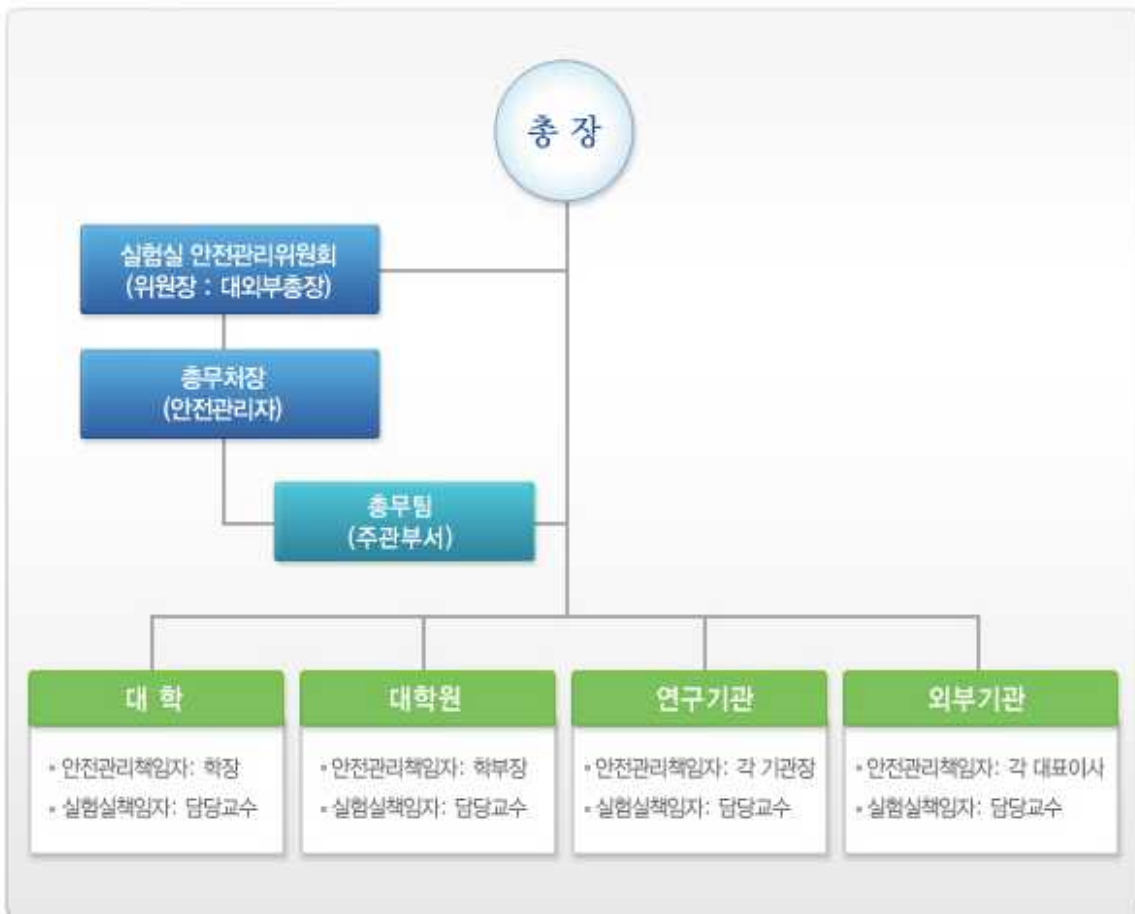 총 장
실험실 안전관리위원회
(위원장 : 대외부총장)
총무처장
(안전관리자)
총무팀
(주관부서)
대 학
• 안전관리책임자: 학장
• 실험실책임자: 담당교수
대학원
• 안전관리책임자: 학부장
• 실험실책임자: 담당교수
연구기관
• 안전관리책임자: 각 기관장
• 실험실책임자: 담당교수
외부기관
• 안전관리책임자: 각 대표이사
• 실험실책임자: 담당교수